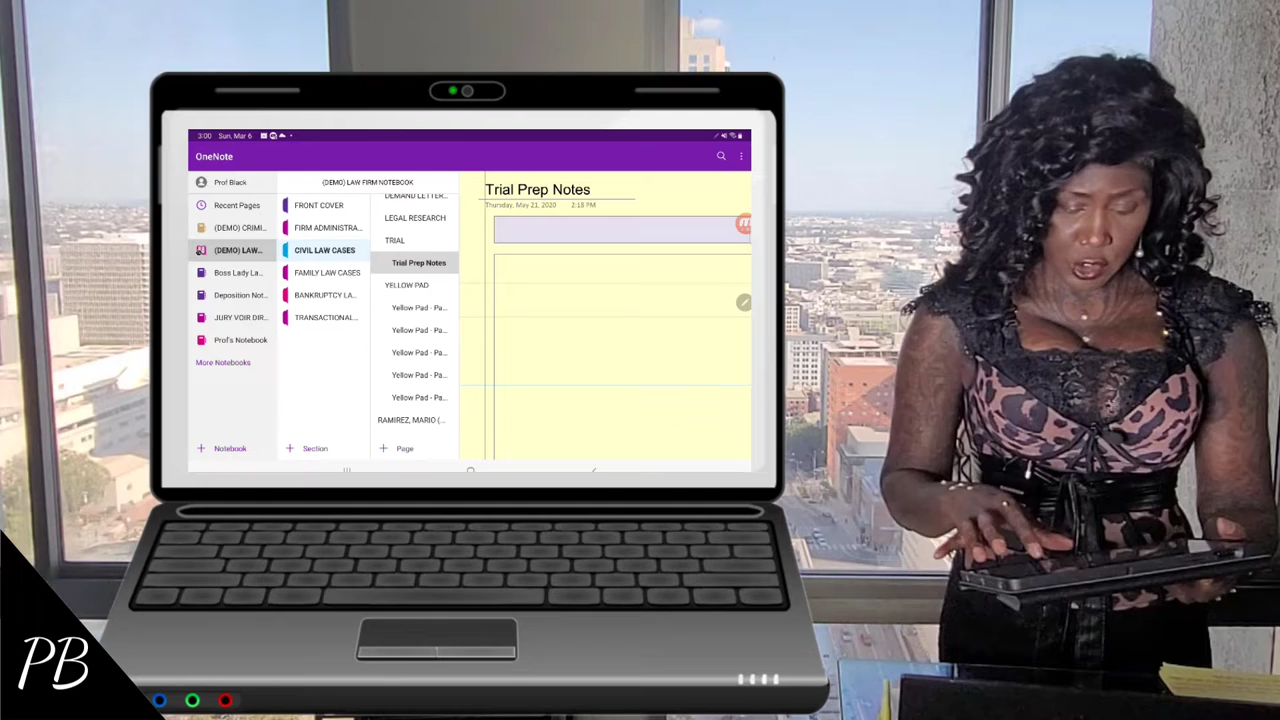 3:00 Sun, Mar 6
OneNote
Prof Black
Recent Pages
(DEMO) CRIMI...
(DEMO) LAW...
Boss Lady La...
Deposition Not...
JURY VOIR DIR...
Prof's Notebook
More Notebooks
+ Notebook
(DEMO) LAW FIRM NOTEBOOK
FRONT COVER
FIRM ADMINISTRA...
CIVIL LAW CASES
FAMILY LAW CASES
BANKRUPTCY LA...
TRANSACTIONAL...
+ Section
DEMAND LETTER...
LEGAL RESEARCH
TRIAL
Trial Prep Notes
YELLOW PAD
Yellow Pad - Pa...
Yellow Pad - Pa...
Yellow Pad - Pa...
Yellow Pad - Pa...
Yellow Pad - Pa...
RAMIREZ, MARIO (...
+ Page
Trial Prep Notes
Thursday, May 21, 2020 2:18 PM
PB